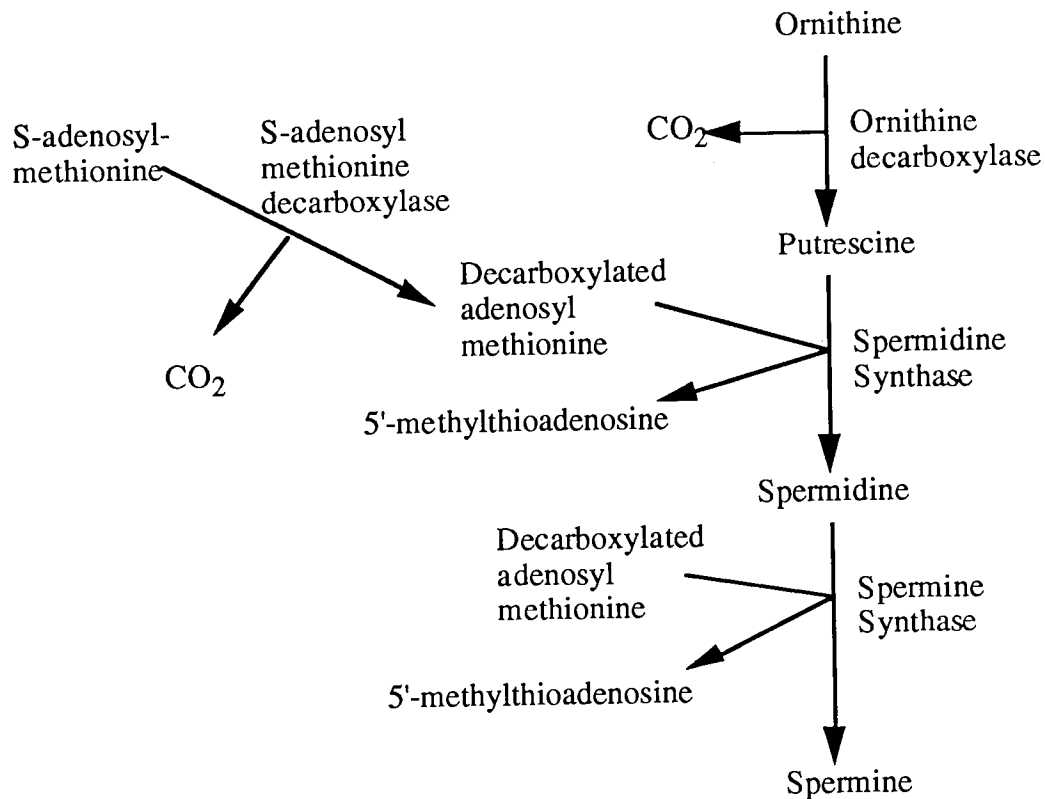 Ornithine
S-adenosyl-
methionine
S-adenosyl
methionine
decarboxylase
CO2
Ornithine
decarboxylase
Putrescine
Decarboxylated
adenosyl
methionine
Spermidine
Synthase
CO2
5'-methylthioadenosine
Spermidine
Decarboxylated
adenosyl
methionine
Spermine
Synthase
5'-methylthioadenosine
Spermine